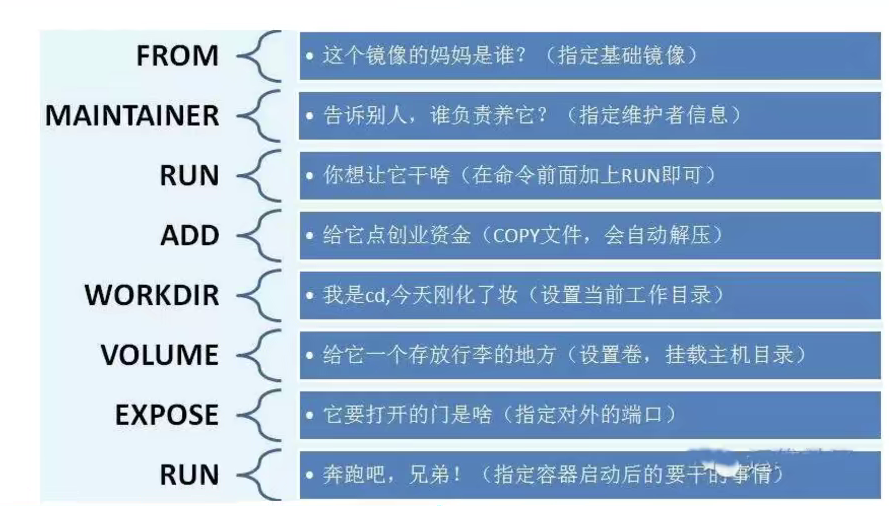 FROM
• 这个镜像的妈妈是谁？（指定基础镜像）
MAINTAINER
• 告诉别人，谁负责养它？（指定维护者信息）
RUN
• 你想让它干啥（在命令前面加上RUN即可）
ADD
• 给它点创业资金（COPY文件，会自动解压）
WORKDIR
• 我是cd,今天刚化了妆（设置当前工作目录）
VOLUME
• 给它一个存放行李的地方（设置卷，挂载主机目录）
EXPOSE
• 它要打开的门是啥（指定对外的端口）
RUN
• 奔跑吧，兄弟！（指定容器启动后的要干的事情）